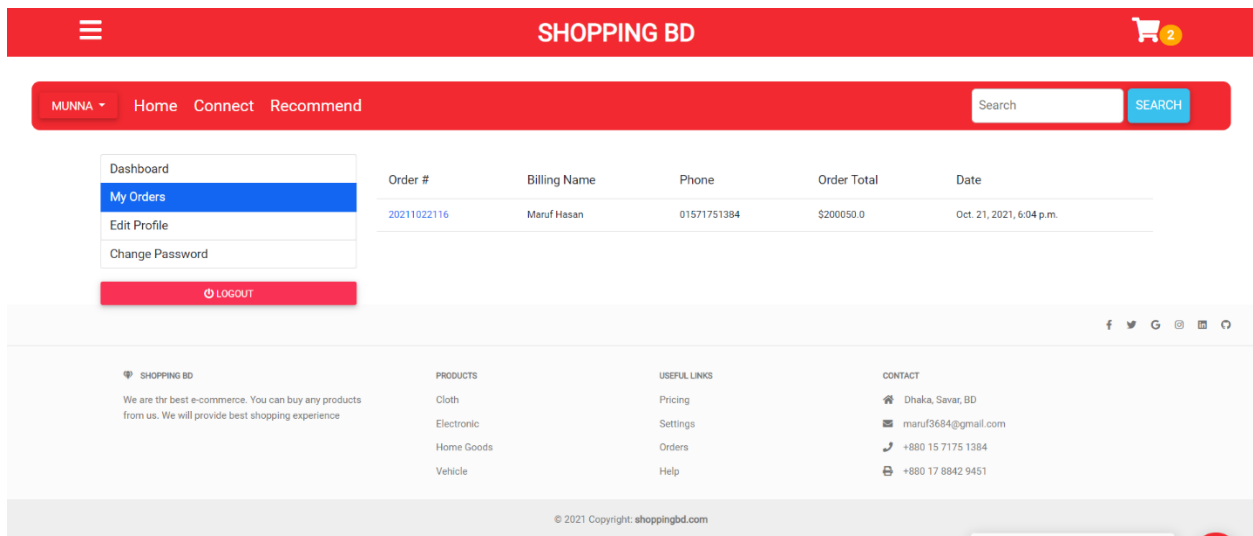 SHOPPING BD
2
MUNNA Home Connect Recommend Search SEARCH
Dashboard
My Orders
Edit Profile
Change Password
LOGOUT
Order # Billing Name Phone Order Total Date
20211022116 Maruf Hasan 01571751384 $200050.0 Oct. 21, 2021, 6:04 p.m.
SHOPPING BD
We are thr best e-commerce. You can buy any products
from us. We will provide best shopping experience
PRODUCTS
Cloth
Electronic
Home Goods
Vehicle
USEFUL LINKS
Pricing
Settings
Orders
Help
CONTACT
Dhaka, Savar, BD
maruf3684@gmail.com
+880 15 7175 1384
+880 17 8842 9451
© 2021 Copyright: shoppingbd.com